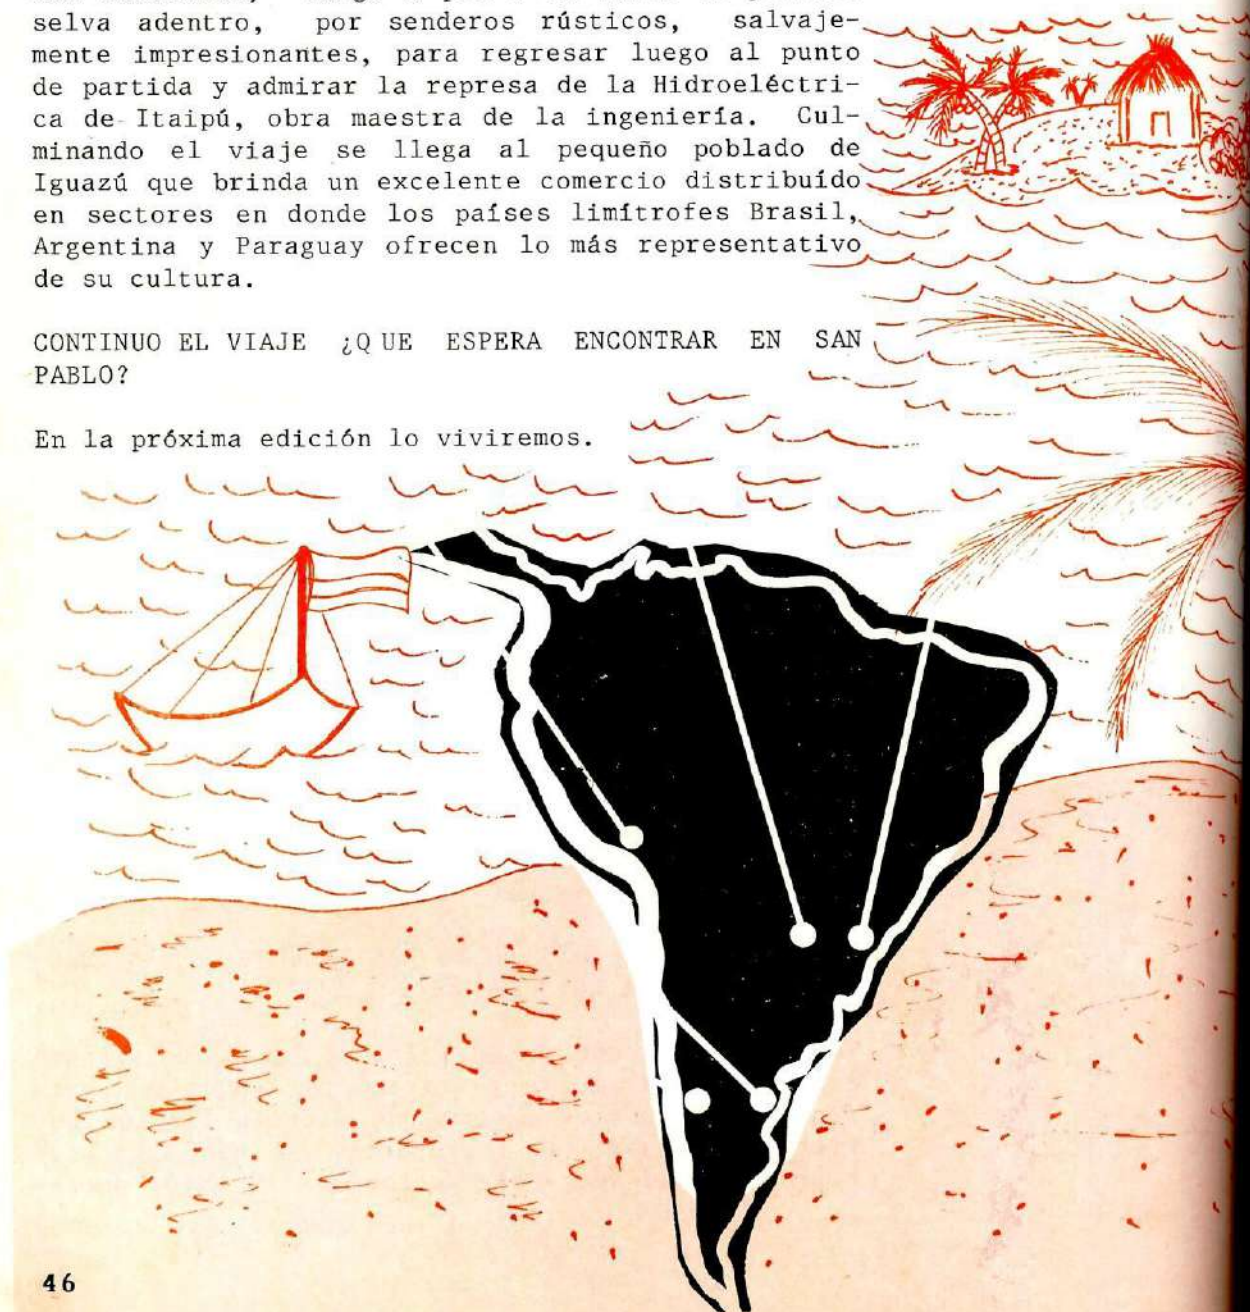 selva adentro, por senderos rústicos, salvaje-
mente impresionantes, para regresar luego al punto
de partida y admirar la represa de la Hidroeléctri-
ca de Itaipú, obra maestra de la ingeniería. Cul-
minando el viaje se llega al pequeño poblado de
Iguazú que brinda un excelente comercio distribuído
en sectores en donde los países limítrofes Brasil,
Argentina y Paraguay ofrecen lo más representativo
de su cultura.
CONTINUO EL VIAJE ¿QUE ESPERA ENCONTRAR EN SAN
PABLO?
En la próxima edición lo viviremos.
46